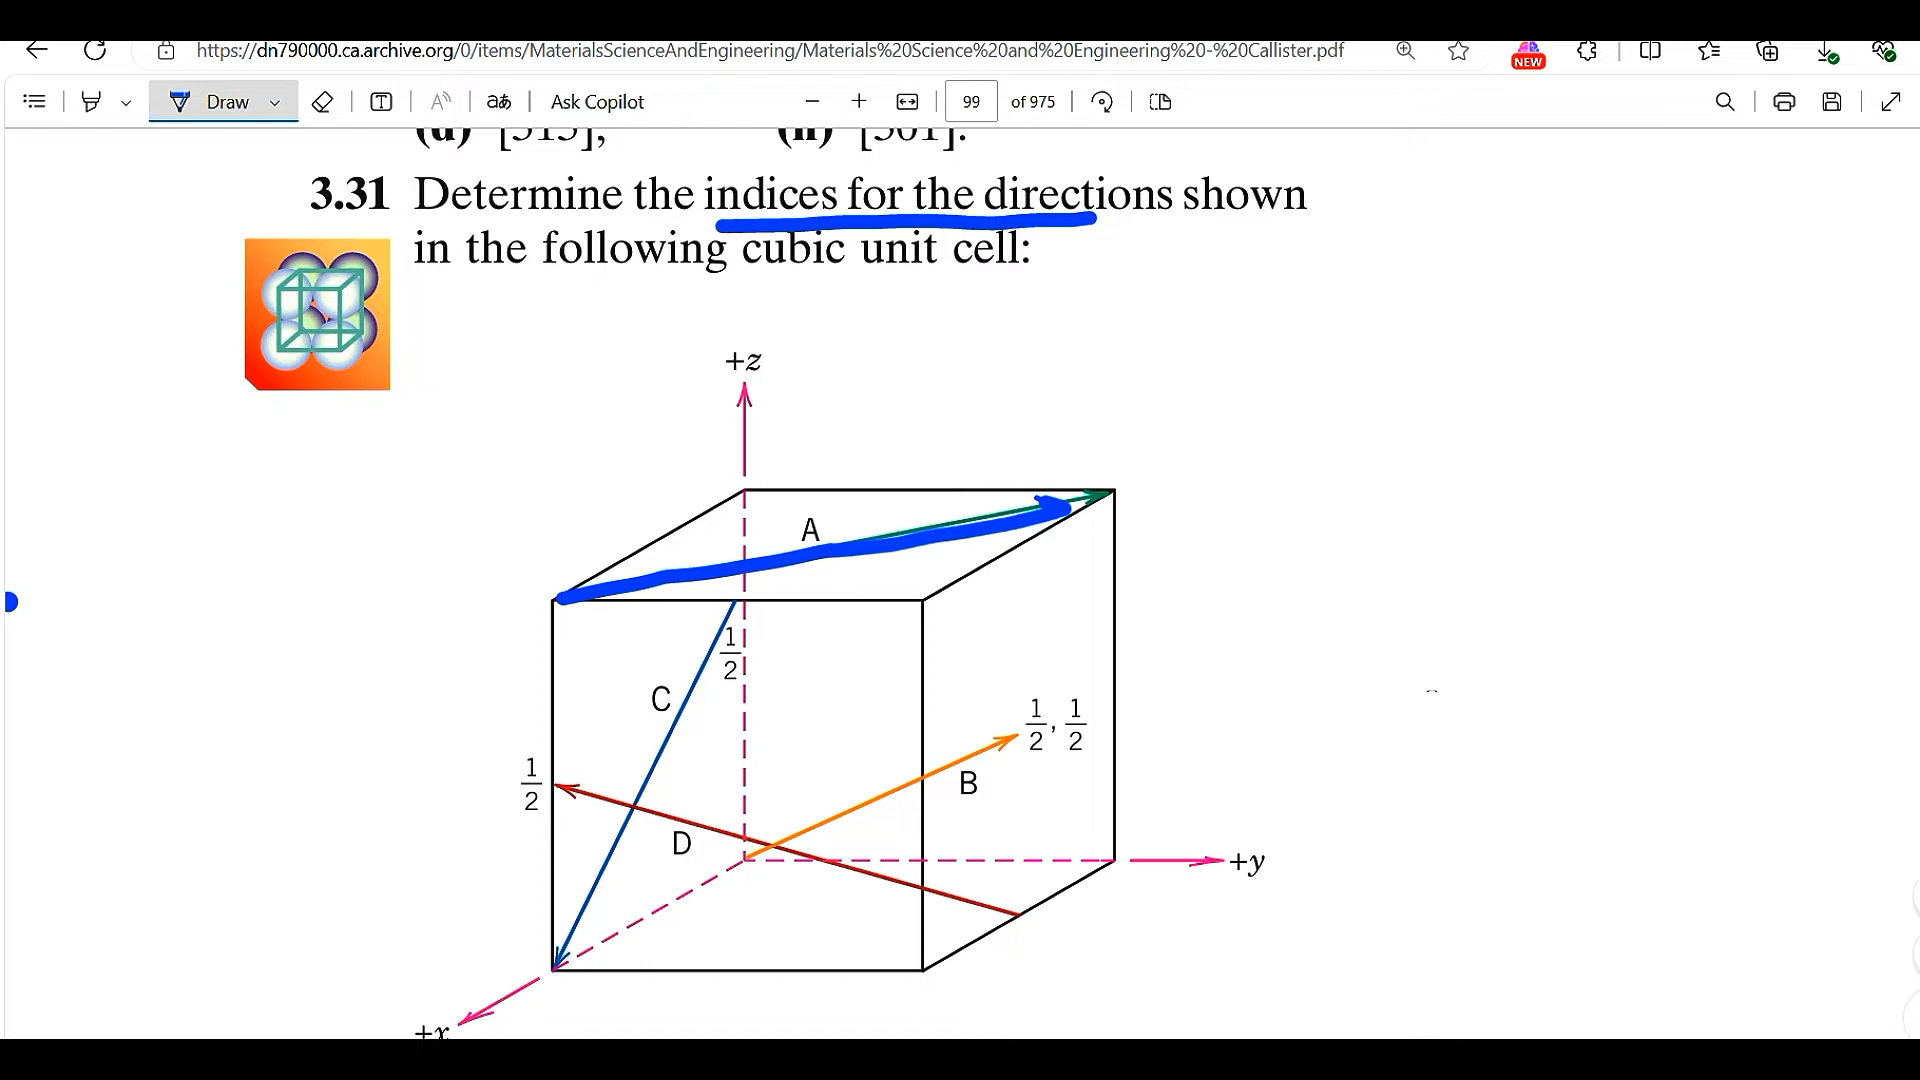 https://dn790000.ca.archive.org/0/items/MaterialsScienceAndEngineering/Materials%20Science%20and%20Engineering%20-%20Callister.pdf
NEW
Draw
T
A
aあ
Ask Copilot
99 of 975
3.31 Determine the indices for the directions shown
in the following cubic unit cell:
+z
A
1
2
C
1/2, 1/2
1
2
B
D
+y
+x